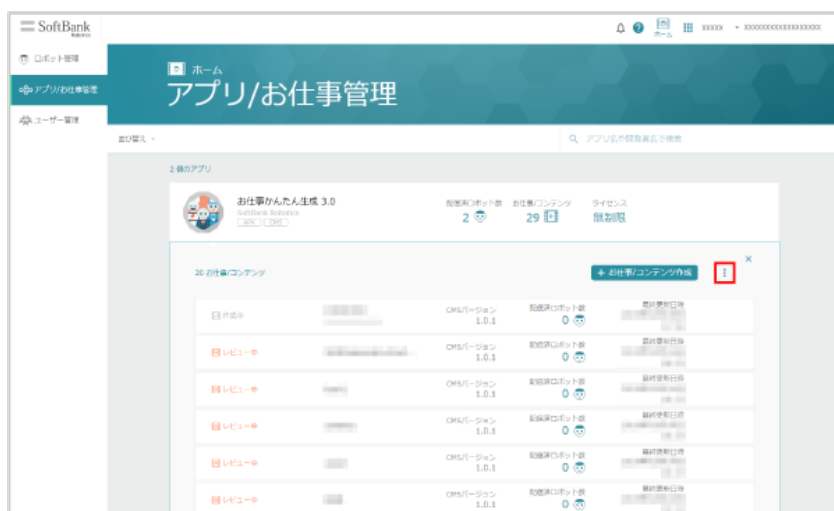 SoftBank
Robotics
ホーム
xxxxx
xxxxxxxxxxxxxxxxxxx
ロボット管理
アプリ/お仕事管理
ユーザー管理
ホーム
アプリ/お仕事管理
並び替え
アプリ名や開発者名で検索
2 個のアプリ
お仕事かんたん生成 3.0
SoftBank Robotics
APK CMS
配信済ロボット数 お仕事/コンテンツ ライセンス
2 29 無制限
20 お仕事/コンテンツ
+ お仕事/コンテンツ作成
作成中 CMSバージョン 配信済ロボット数 最終更新日時
1.0.1 0
レビュー中 CMSバージョン 配信済ロボット数 最終更新日時
1.0.1 0
レビュー中 CMSバージョン 配信済ロボット数 最終更新日時
1.0.1 0
レビュー中 CMSバージョン 配信済ロボット数 最終更新日時
1.0.1 0
レビュー中 CMSバージョン 配信済ロボット数 最終更新日時
1.0.1 0
レビュー中 CMSバージョン 配信済ロボット数 最終更新日時
1.0.1 0